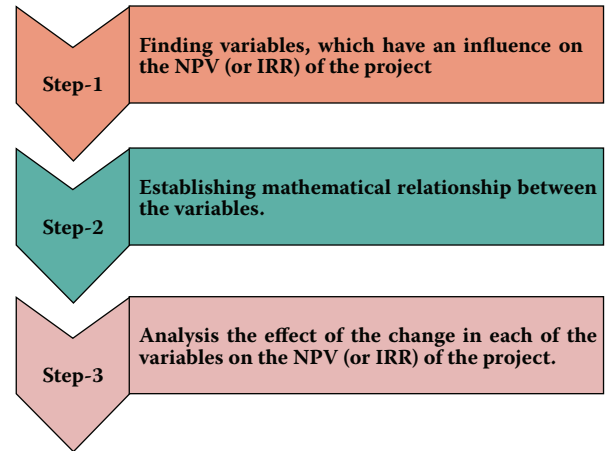 Step-1
Finding variables, which have an influence on
the NPV (or IRR) of the project
Step-2
Establishing mathematical relationship between
the variables.
Step-3
Analysis the effect of the change in each of the
variables on the NPV (or IRR) of the project.